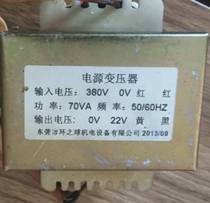 电源变压器
输入电压: 380V 0V 红 红
功率: 70VA 频率: 50/60HZ
输出电压: 0V 22V 黄 黑
东莞市环之球机电设备有限公司 2013/09